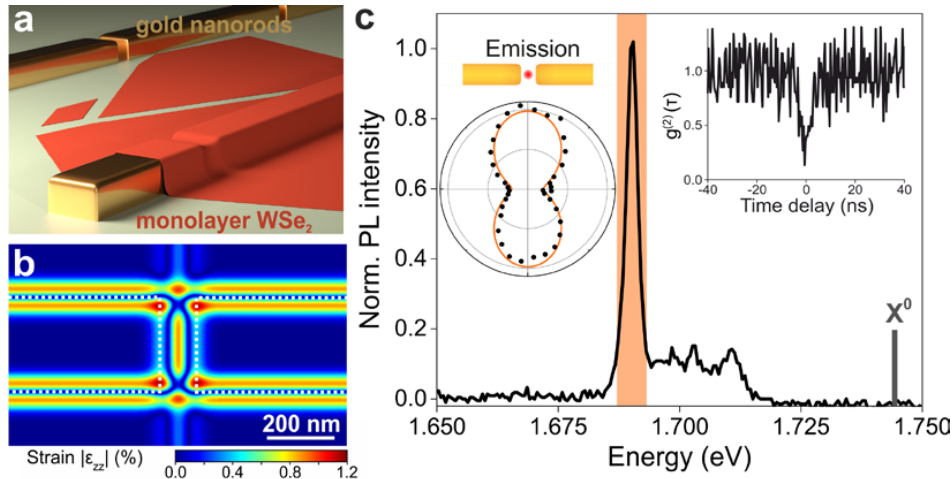 a
gold nanorods
monolayer WSe₂
b
200 nm
Strain |ε_zz| (%)
0.0 0.4 0.8 1.2
c
Norm. PL intensity
1.0
0.8
0.6
0.4
0.2
0.0
Emission
g⁽²⁾(τ)
1.0
0.0
-40 -20 0 20 40
Time delay (ns)
X⁰
1.650 1.675 1.700 1.725 1.750
Energy (eV)